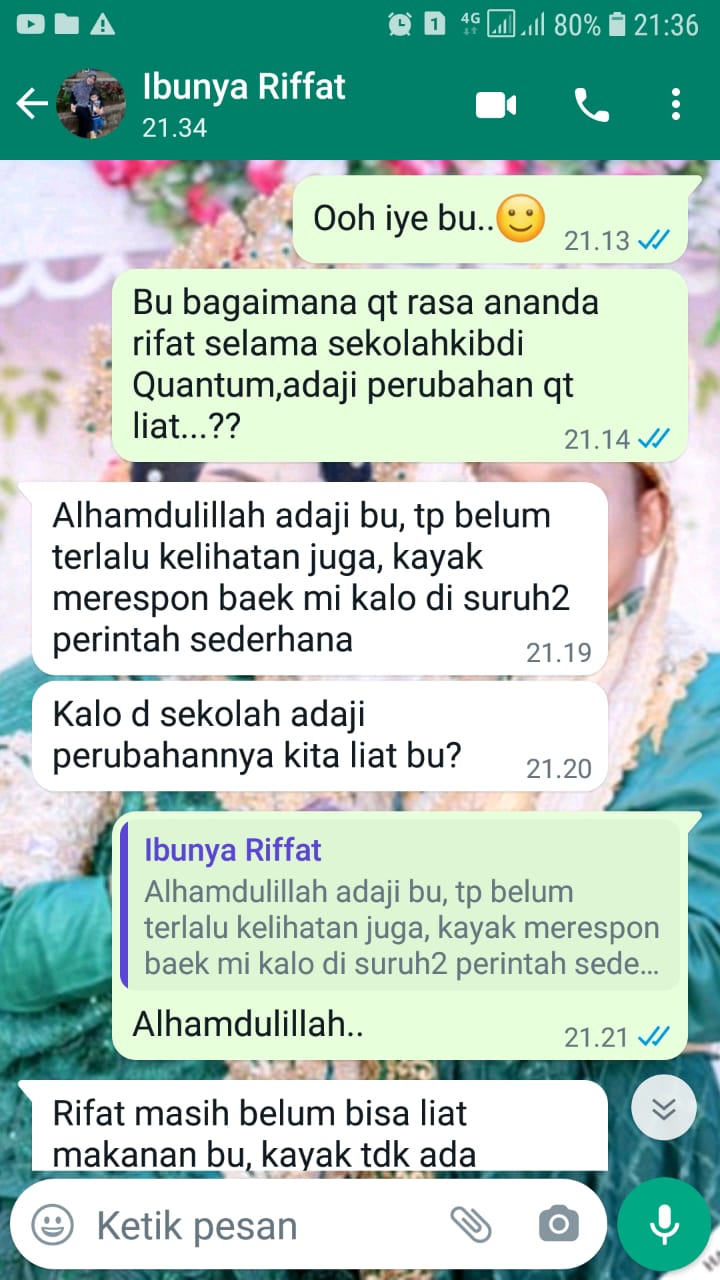 1 4G 80% 21:36
Ibunya Riffat
21.34
Ooh iye bu..🙂
21.13
Bu bagaimana qt rasa ananda
rifat selama sekolahkibdi
Quantum,adaji perubahan qt
liat...??
21.14
Alhamdulillah adaji bu, tp belum
terlalu kelihatan juga, kayak
merespon baek mi kalo di suruh2
perintah sederhana
21.19
Kalo d sekolah adaji
perubahannya kita liat bu?
21.20
Ibunya Riffat
Alhamdulillah adaji bu, tp belum
terlalu kelihatan juga, kayak merespon
baek mi kalo di suruh2 perintah sede...
Alhamdulillah..
21.21
Rifat masih belum bisa liat
makanan bu, kayak tdk ada
Ketik pesan